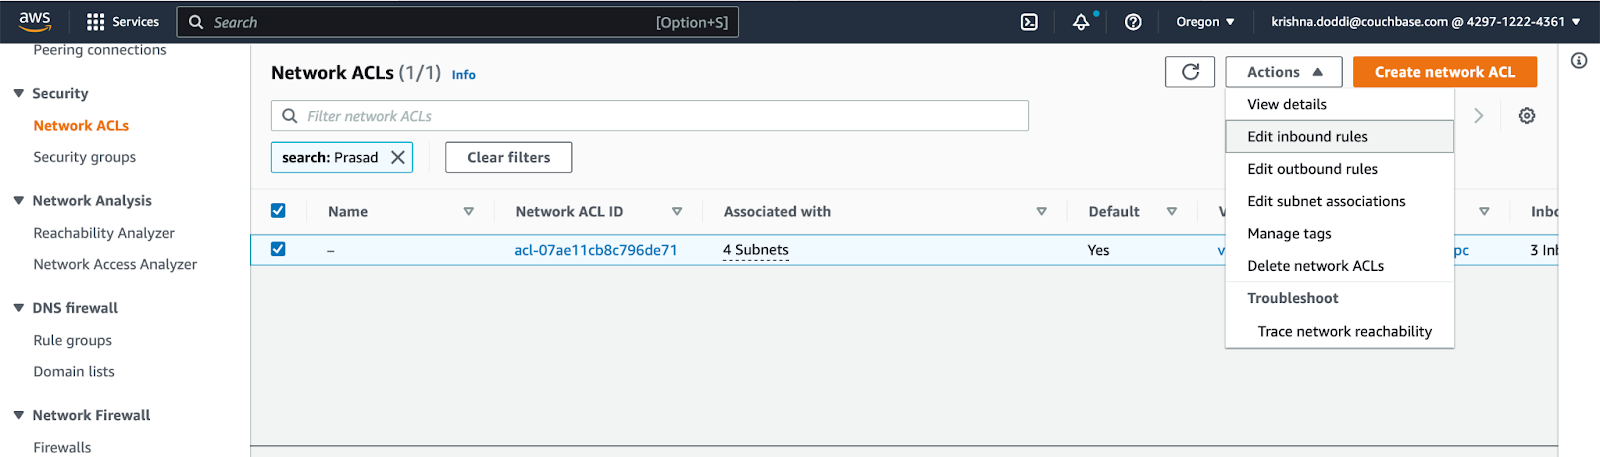 aws Services Search [Option+S] Oregon krishna.doddi@couchbase.com @ 4297-1222-4361
Peering connections
Security
Network ACLs
Security groups
Network Analysis
Reachability Analyzer
Network Access Analyzer
DNS firewall
Rule groups
Domain lists
Network Firewall
Firewalls
Network ACLs (1/1) Info
Actions
Create network ACL
Filter network ACLs
search: Prasad
Clear filters
View details
Edit inbound rules
Edit outbound rules
Edit subnet associations
Manage tags
Delete network ACLs
Troubleshoot
Trace network reachability
Name Network ACL ID Associated with Default V Inbo
– acl-07ae11cb8c796de71 4 Subnets Yes v pc 3 Inb